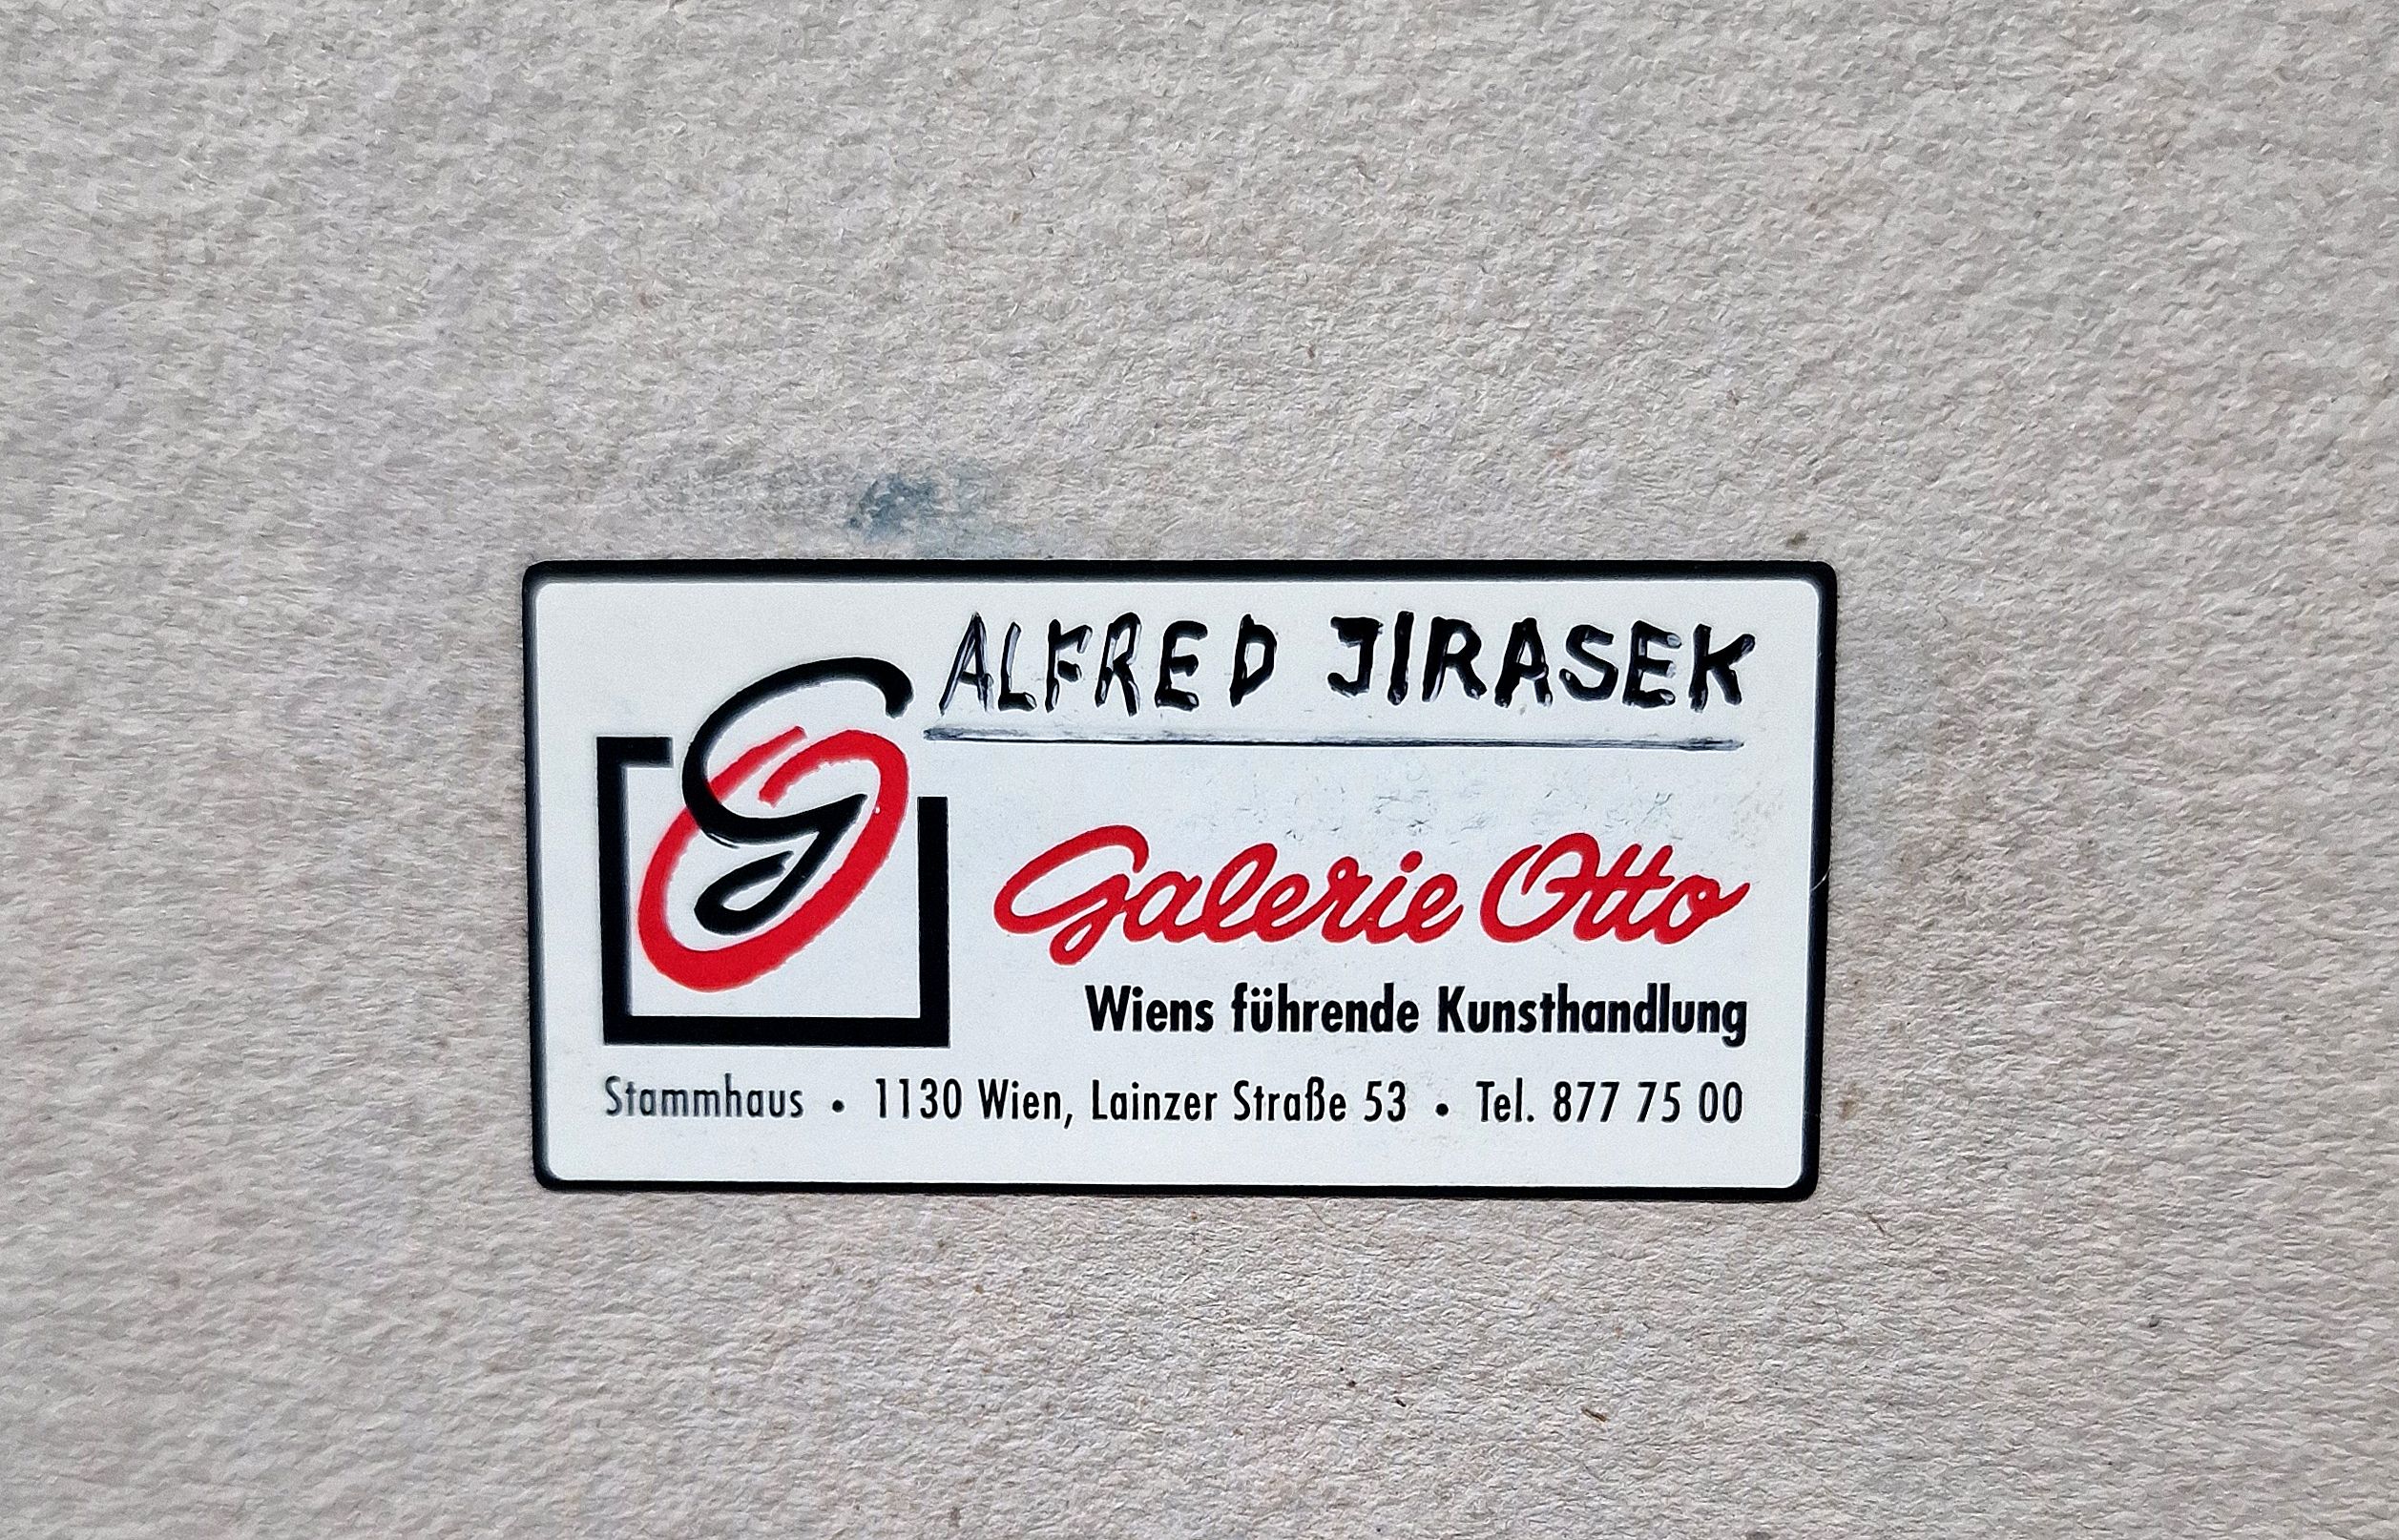 ALFRED JIRASEK
Galerie Otto
Wiens führende Kunsthandlung
Stammhaus • 1130 Wien, Lainzer Straße 53 • Tel. 877 75 00